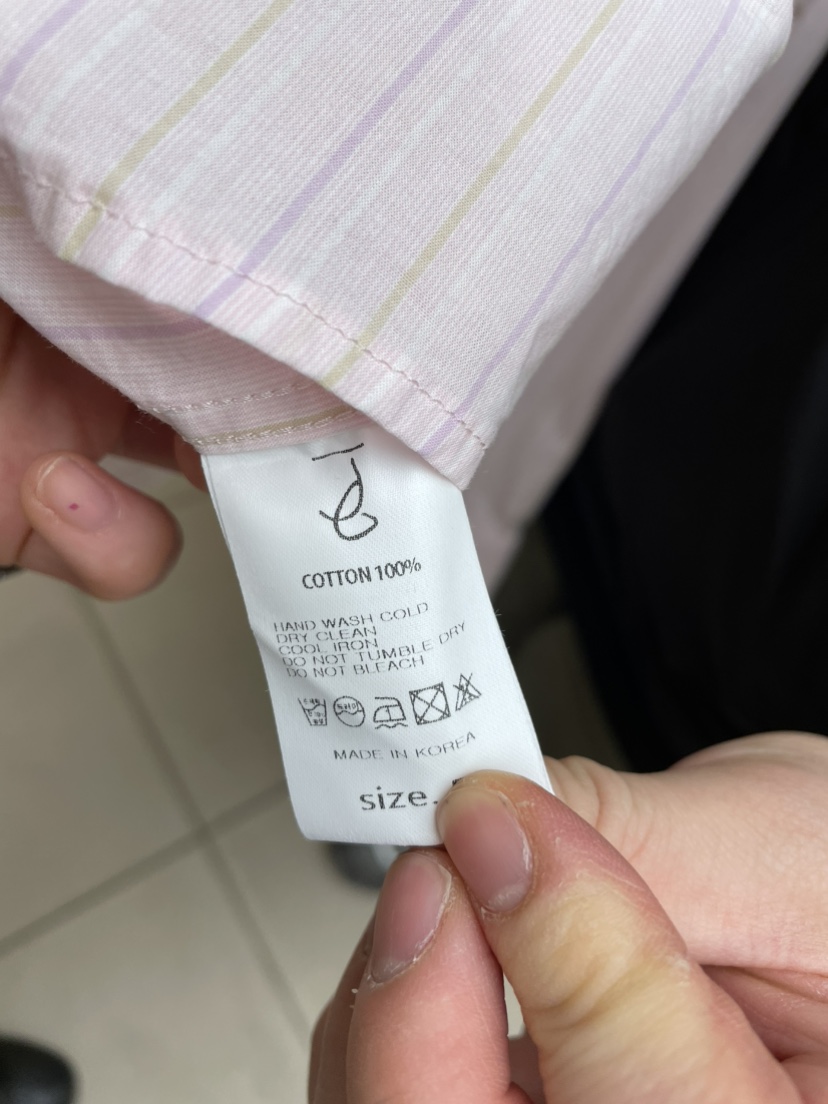 COTTON 100%
HAND WASH COLD
DRY CLEAN
COOL IRON
DO NOT TUMBLE DRY
DO NOT BLEACH
MADE IN KOREA
size.